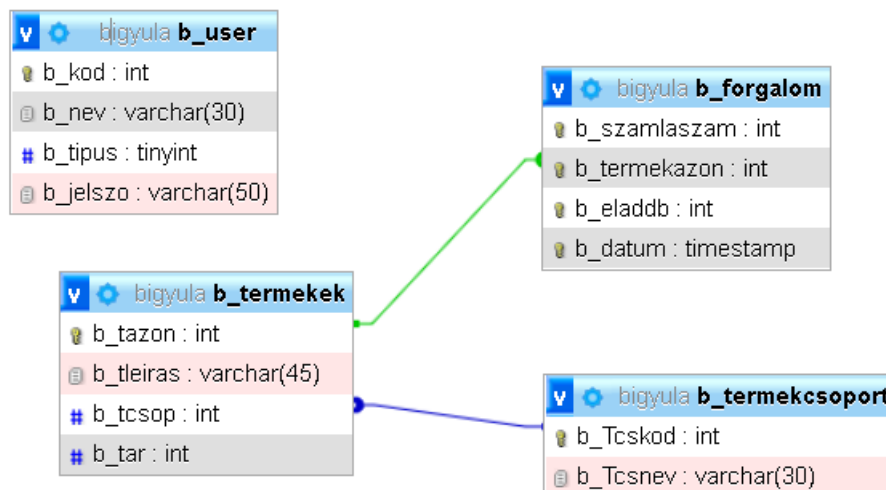 v bigyula b_user
b_kod : int
b_nev : varchar(30)
# b_tipus : tinyint
b_jelszo : varchar(50)
v bigyula b_forgalom
b_szamlaszam : int
b_termekazon : int
b_eladdb : int
b_datum : timestamp
v bigyula b_termekek
b_tazon : int
b_tleiras : varchar(45)
# b_tcsop : int
# b_tar : int
v bigyula b_termekcsoport
b_Tcskod : int
b_Tcsnev : varchar(30)